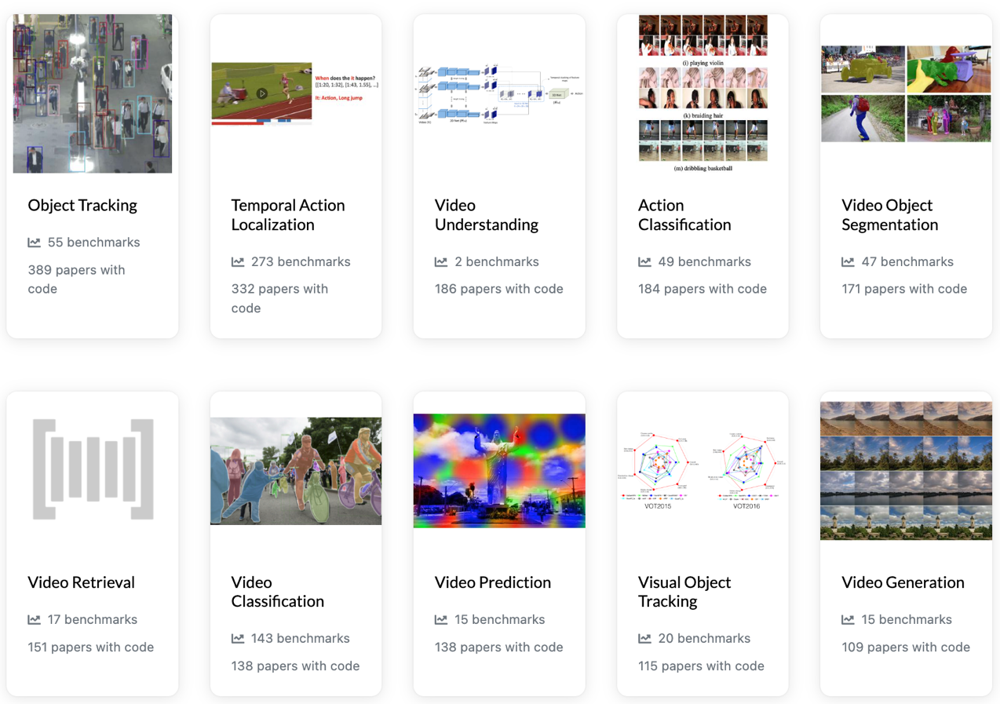 When does the it happen?
[[1:20, 1:32], [1:43, 1.55], ...]
It: Action, Long jump
(i) playing violin
(k) braiding hair
(m) dribbling basketball
Object Tracking
55 benchmarks
389 papers with
code
Temporal Action
Localization
273 benchmarks
332 papers with
code
Video
Understanding
2 benchmarks
186 papers with code
Action
Classification
49 benchmarks
184 papers with code
Video Object
Segmentation
47 benchmarks
171 papers with code
VOT2015
VOT2016
Video Retrieval
17 benchmarks
151 papers with code
Video
Classification
143 benchmarks
138 papers with code
Video Prediction
15 benchmarks
138 papers with code
Visual Object
Tracking
20 benchmarks
115 papers with code
Video Generation
15 benchmarks
109 papers with code